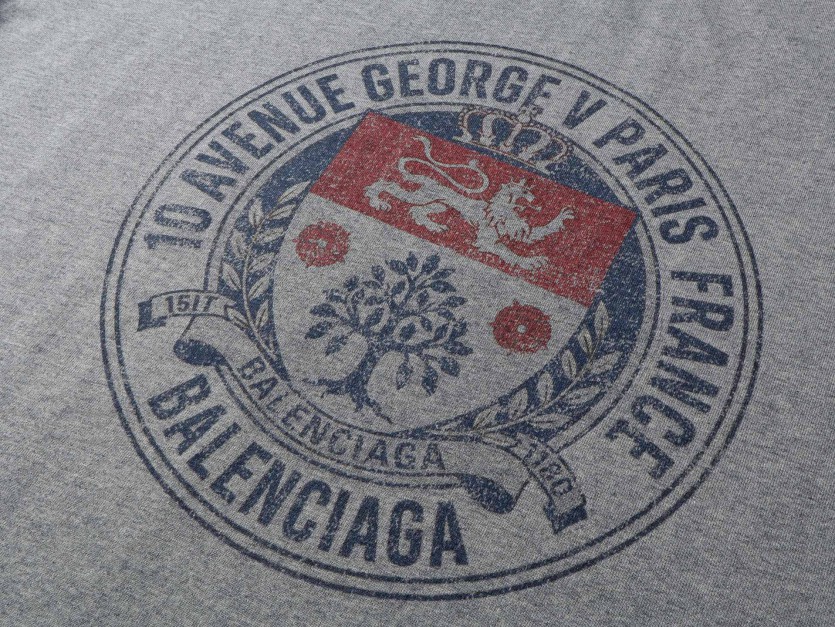 10 AVENUE GEORGE V PARIS FRANCE
BALENCIAGA
BALENCIAGA